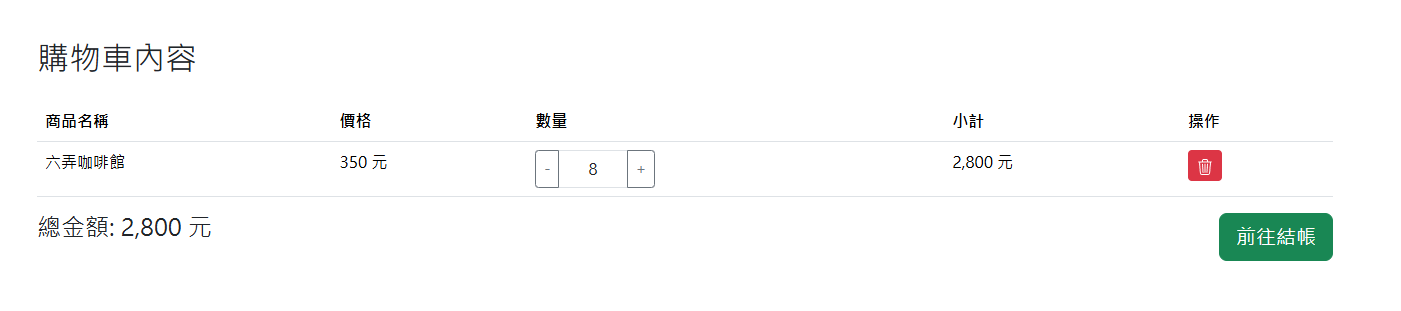 購物車內容
商品名稱 價格 數量 小計 操作
六弄咖啡館 350 元 - 8 + 2,800 元
總金額: 2,800 元 前往結帳